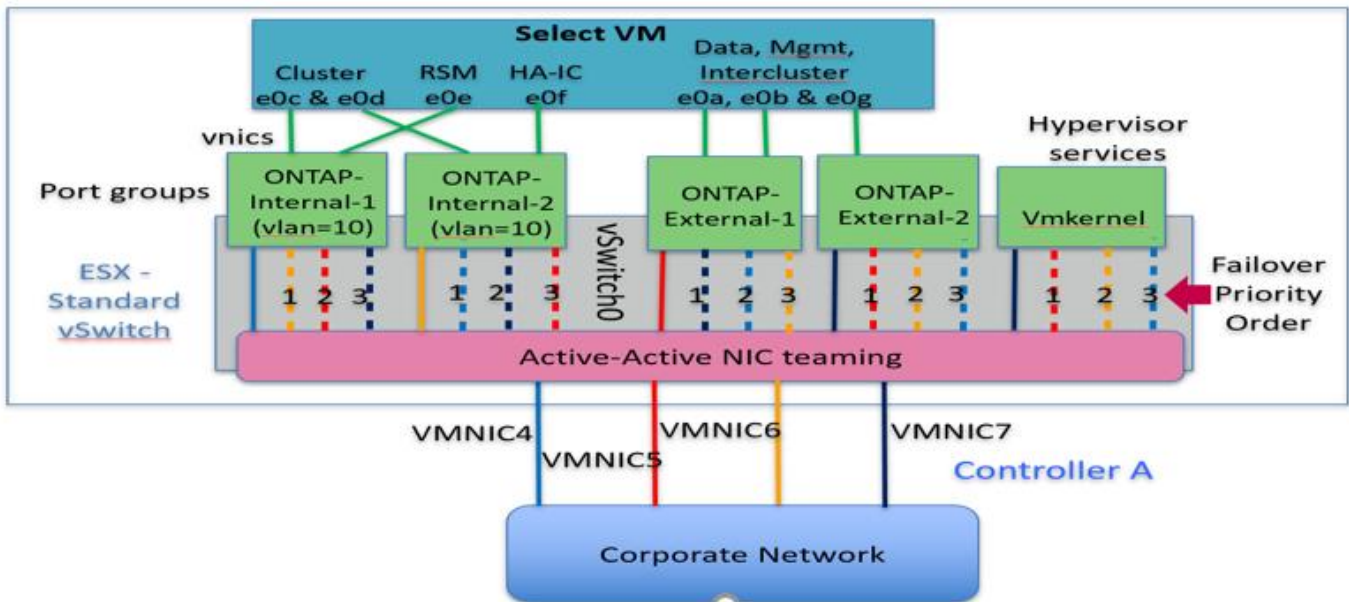 Select VM
Cluster
e0c & e0d
RSM
e0e
HA-IC
e0f
Data, Mgmt,
Intercluster
e0a, e0b & e0g
vnics
Hypervisor
services
Port groups
ONTAP-
Internal-1
(vlan=10)
ONTAP-
Internal-2
(vlan=10)
ONTAP-
External-1
ONTAP-
External-2
Vmkernel
vSwitch0
ESX -
Standard
vSwitch
1 2 3
1 2 3
1 2 3
1 2 3
1 2 3
Failover
Priority
Order
Active-Active NIC teaming
VMNIC4
VMNIC5
VMNIC6
VMNIC7
Controller A
Corporate Network